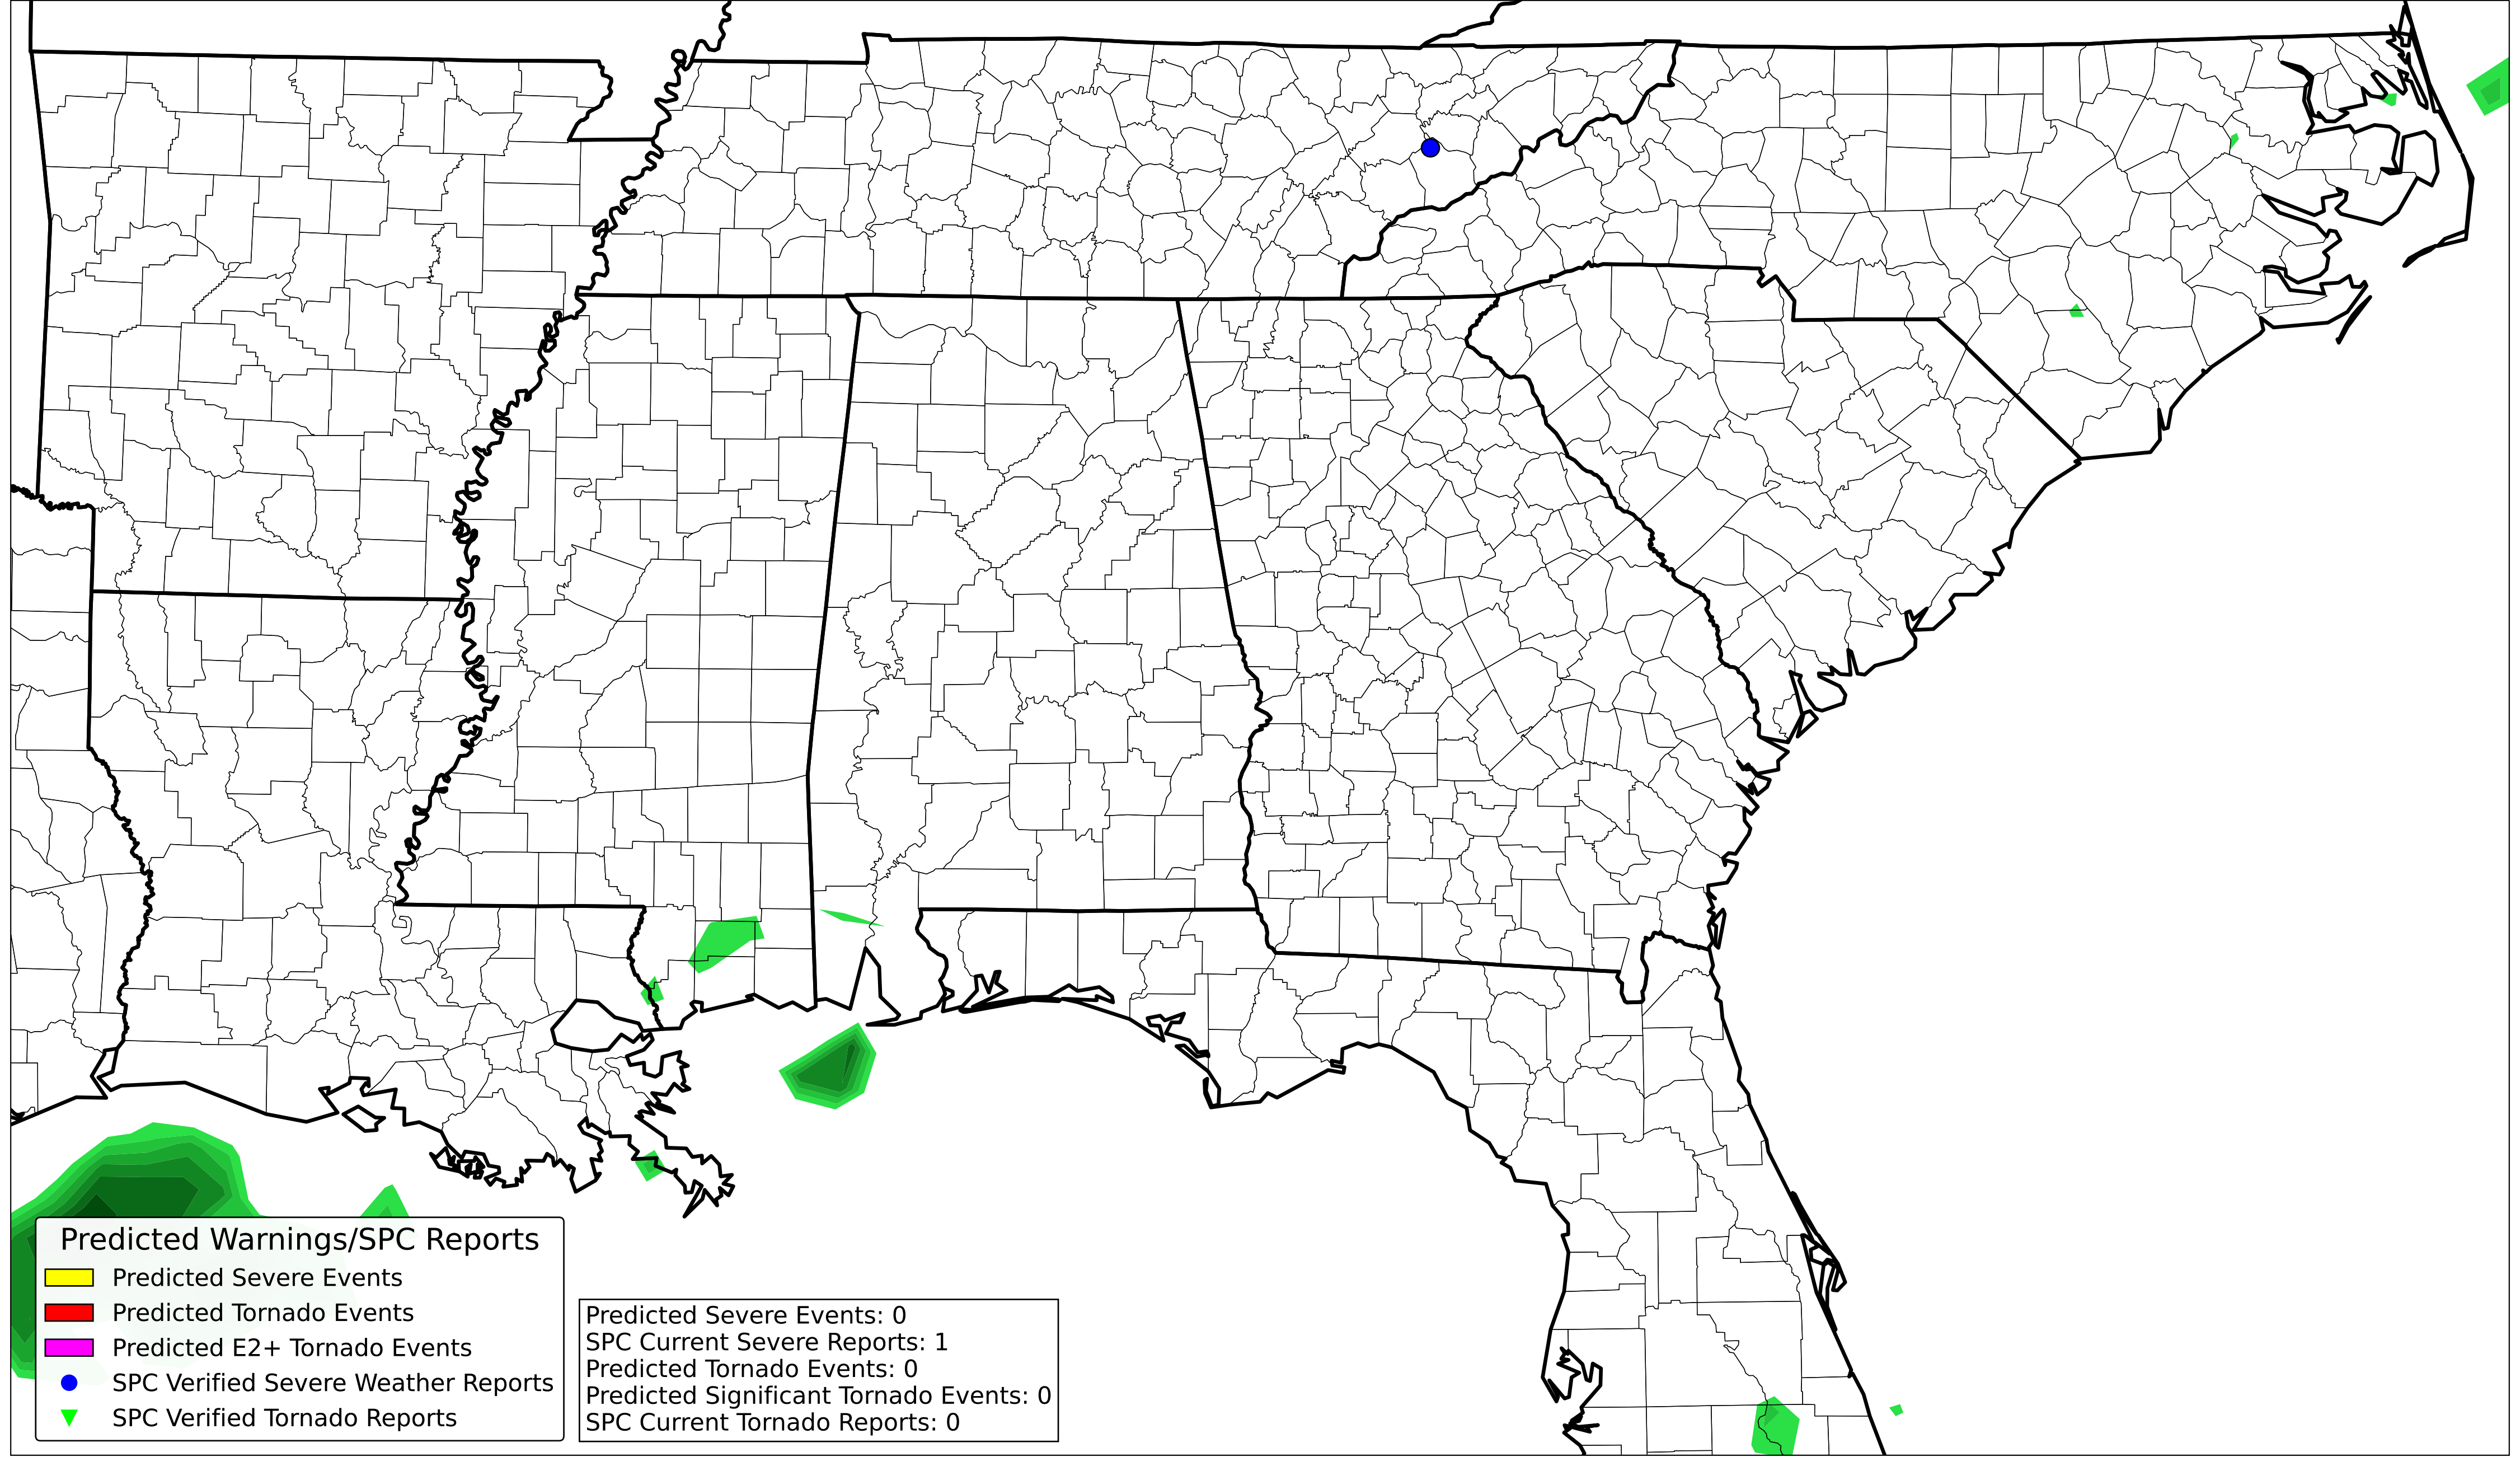 Predicted Warnings/SPC Reports
Predicted Severe Events
Predicted Tornado Events
Predicted E2+ Tornado Events
SPC Verified Severe Weather Reports
SPC Verified Tornado Reports
Predicted Severe Events: 0
SPC Current Severe Reports: 1
Predicted Tornado Events: 0
Predicted Significant Tornado Events: 0
SPC Current Tornado Reports: 0